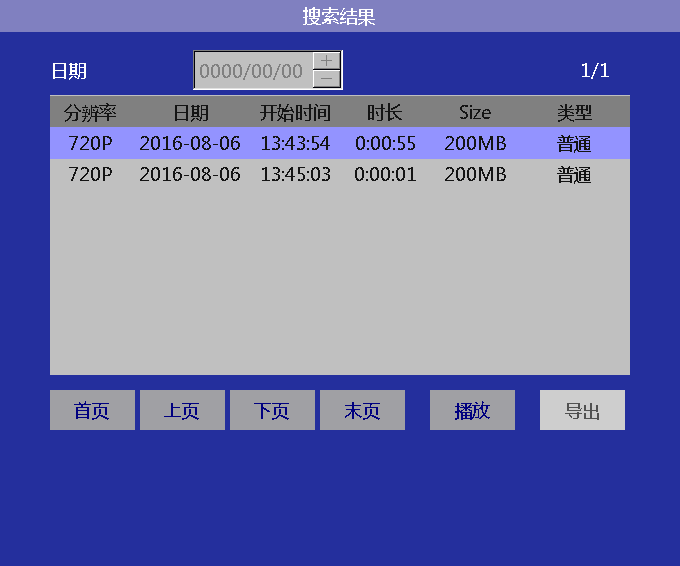 搜索结果
日期 0000/00/00 + − 1/1
分辨率 日期 开始时间 时长 Size 类型
720P 2016-08-06 13:43:54 0:00:55 200MB 普通
720P 2016-08-06 13:45:03 0:00:01 200MB 普通
首页 上页 下页 末页 播放 导出